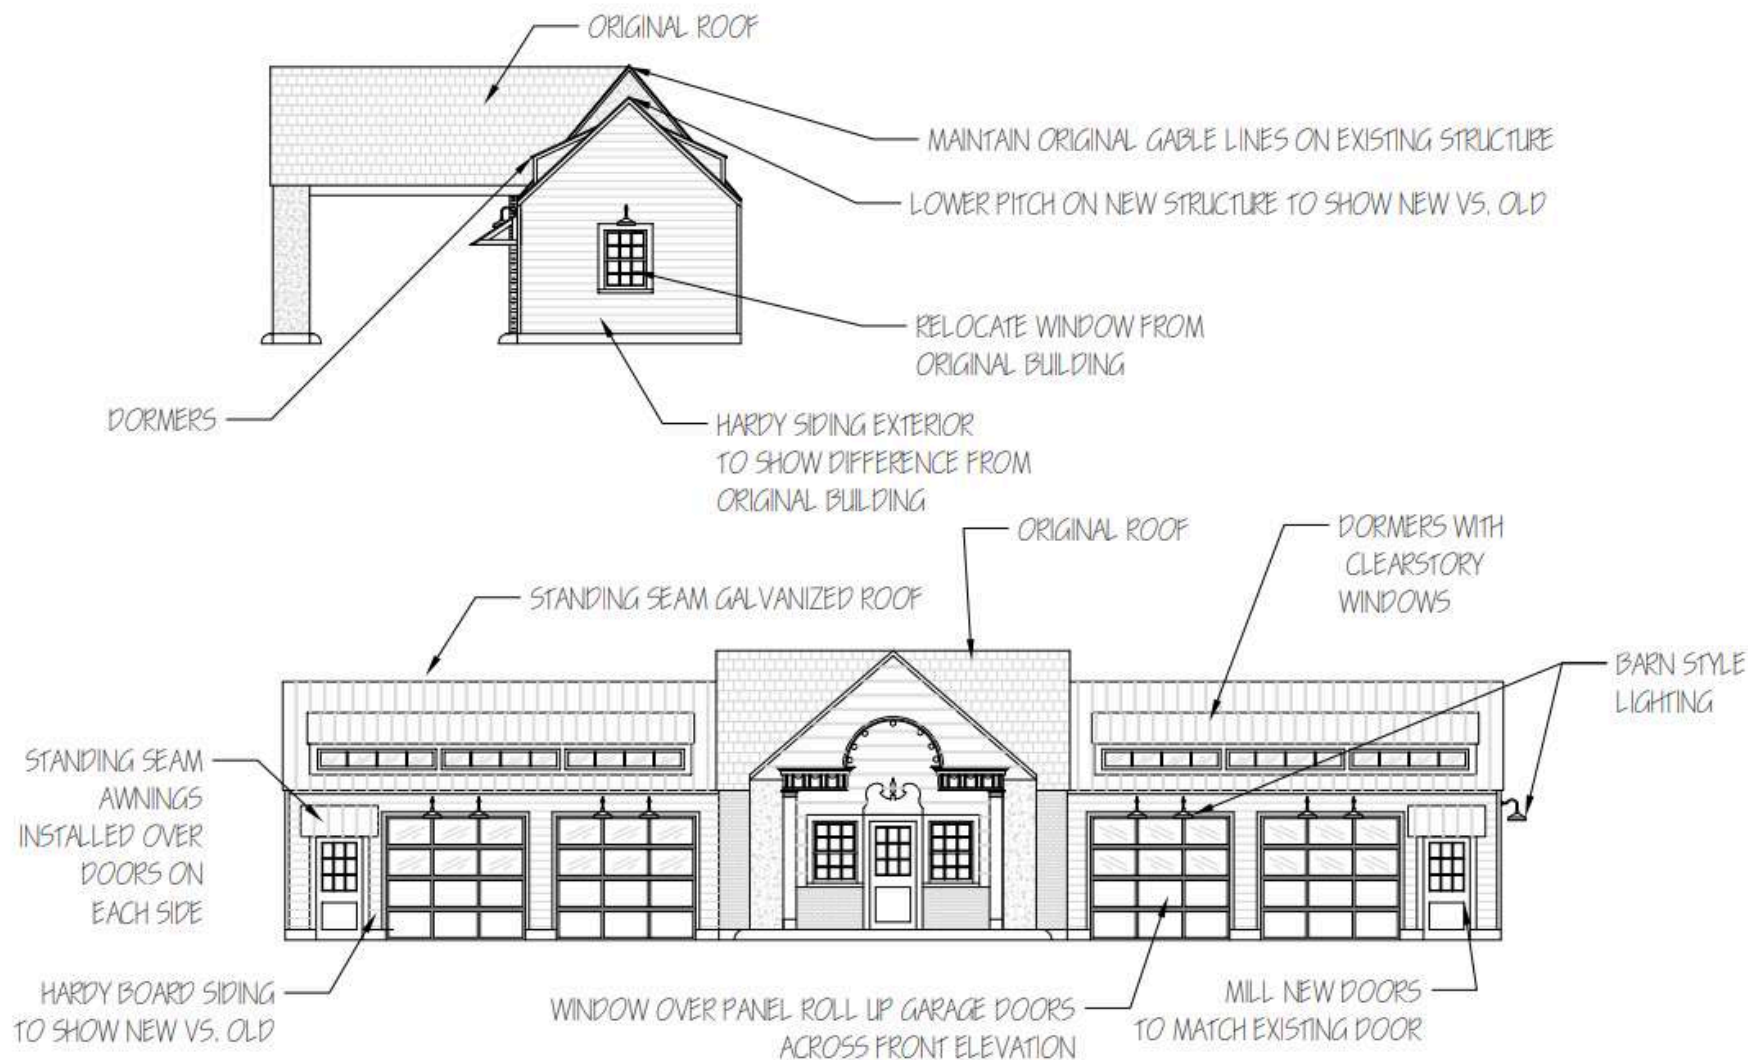 ORIGINAL ROOF
MAINTAIN ORIGINAL GABLE LINES ON EXISTING STRUCTURE
LOWER PITCH ON NEW STRUCTURE TO SHOW NEW VS. OLD
RELOCATE WINDOW FROM
ORIGINAL BUILDING
DORMERS
HARDY SIDING EXTERIOR
TO SHOW DIFFERENCE FROM
ORIGINAL BUILDING
ORIGINAL ROOF
DORMERS WITH
CLEARSTORY
WINDOWS
STANDING SEAM GALVANIZED ROOF
BARN STYLE
LIGHTING
STANDING SEAM
AWNINGS
INSTALLED OVER
DOORS ON
EACH SIDE
HARDY BOARD SIDING
TO SHOW NEW VS. OLD
WINDOW OVER PANEL ROLL UP GARAGE DOORS
ACROSS FRONT ELEVATION
MILL NEW DOORS
TO MATCH EXISTING DOOR